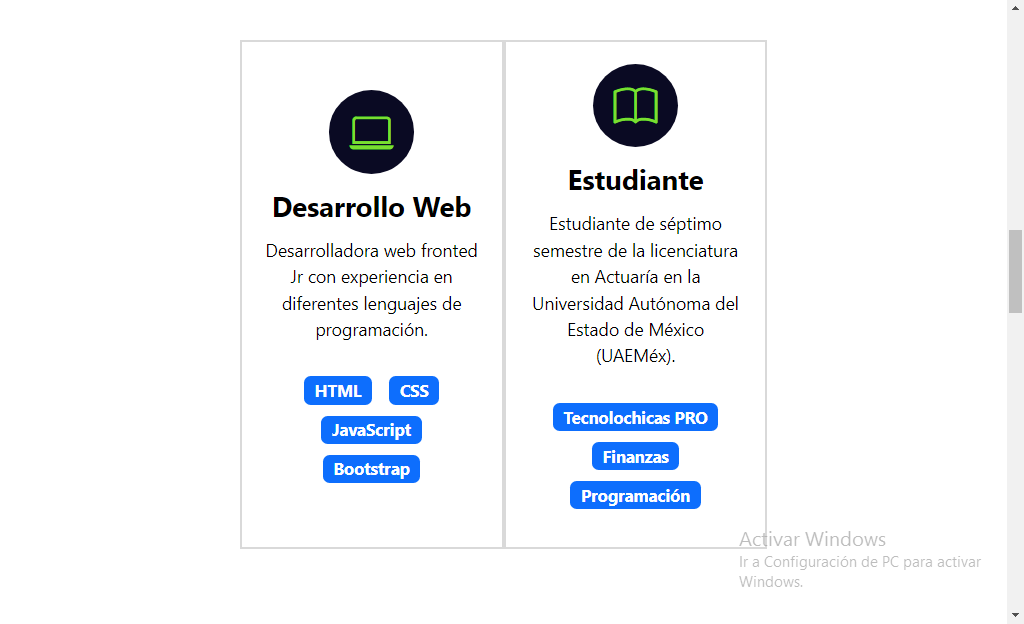 Desarrollo Web
Desarrolladora web fronted
Jr con experiencia en
diferentes lenguajes de
programación.
HTML CSS
JavaScript
Bootstrap
Estudiante
Estudiante de séptimo
semestre de la licenciatura
en Actuaría en la
Universidad Autónoma del
Estado de México
(UAEMéx).
Tecnolochicas PRO
Finanzas
Programación
Activar Windows
Ir a Configuración de PC para activar
Windows.